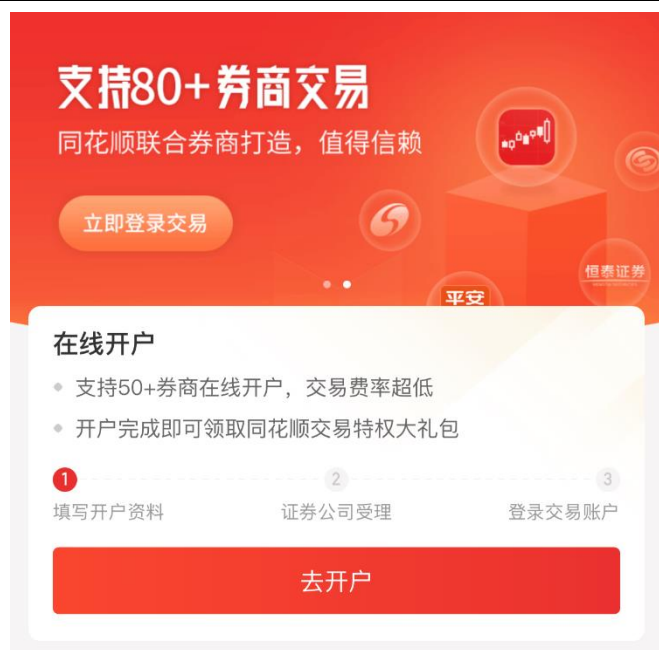 支持80+券商交易
同花顺联合券商打造，值得信赖
立即登录交易
恒泰证券
平安
在线开户
支持50+券商在线开户，交易费率超低
开户完成即可领取同花顺交易特权大礼包
1 2 3
填写开户资料 证券公司受理 登录交易账户
去开户